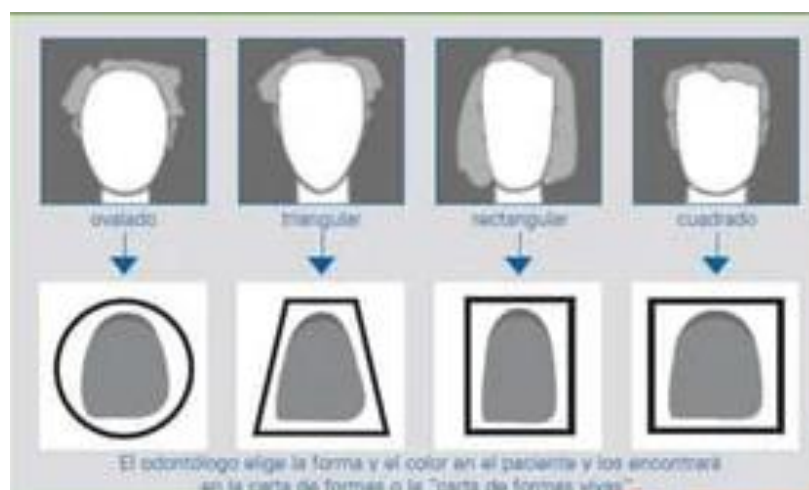 ovalado
triangular
rectangular
cuadrado
El odontólogo elige la forma y el color en el paciente y los encontrará
en la carta de formas o la "carta de formas vivas".